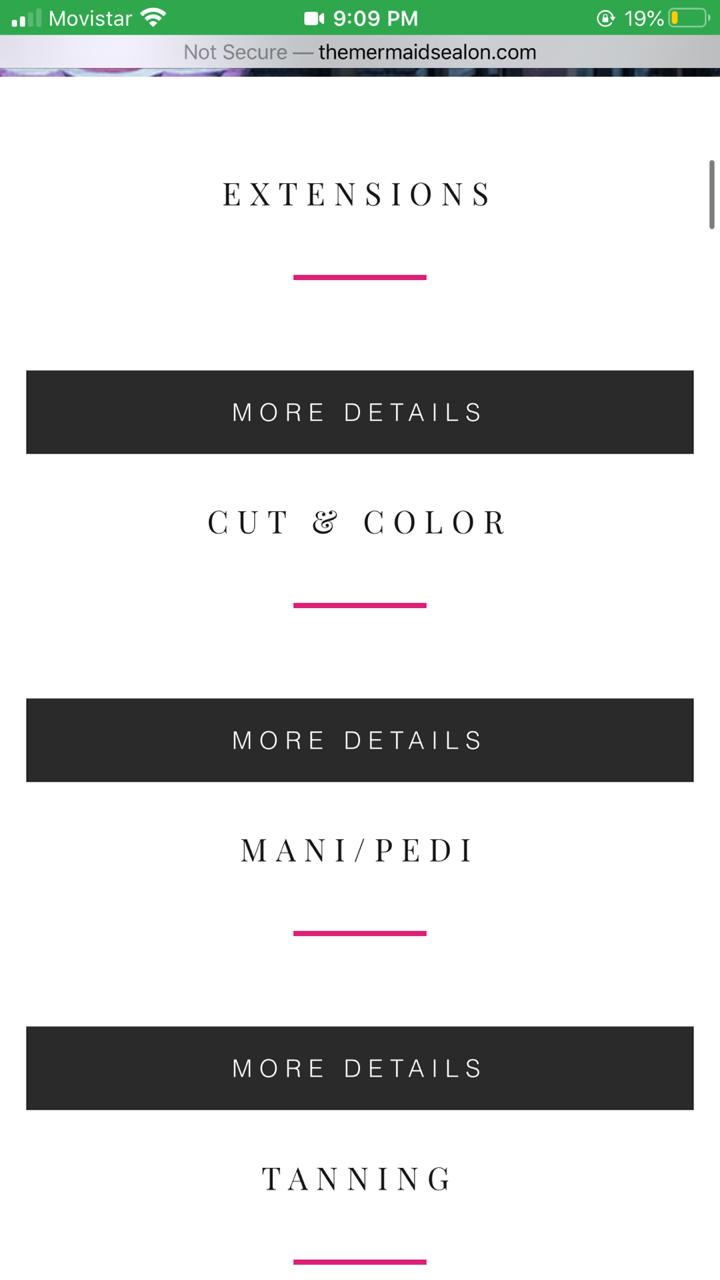 Movistar 9:09 PM 19%
Not Secure — themermaidsealon.com
EXTENSIONS
MORE DETAILS
CUT & COLOR
MORE DETAILS
MANI/PEDI
MORE DETAILS
TANNING